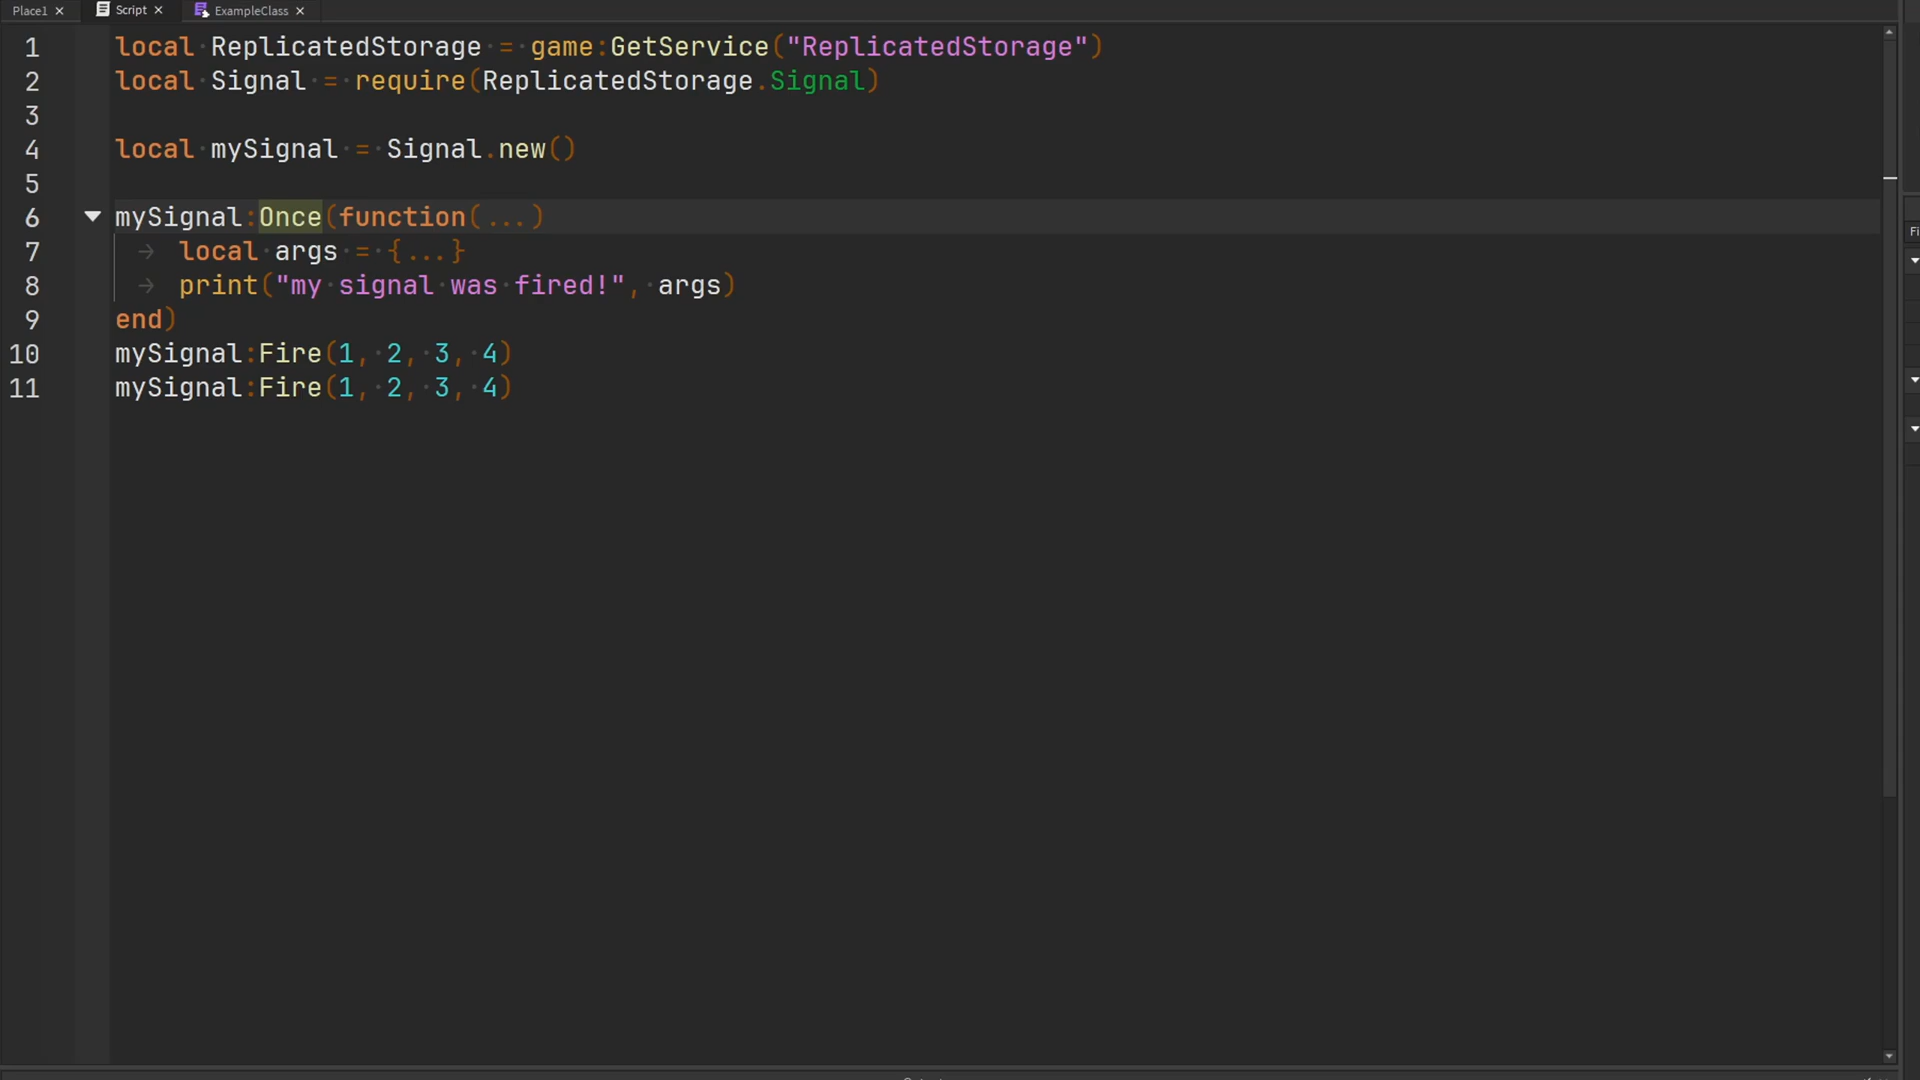 Place1 Script ExampleClass
1 local ReplicatedStorage = game:GetService("ReplicatedStorage")
2 local Signal = require(ReplicatedStorage.Signal)
3
4 local mySignal = Signal.new()
5
6 mySignal:Once(function(...)
7 local args = {...}
8 print("my signal was fired!", args)
9 end)
10 mySignal:Fire(1, 2, 3, 4)
11 mySignal:Fire(1, 2, 3, 4)
Fi